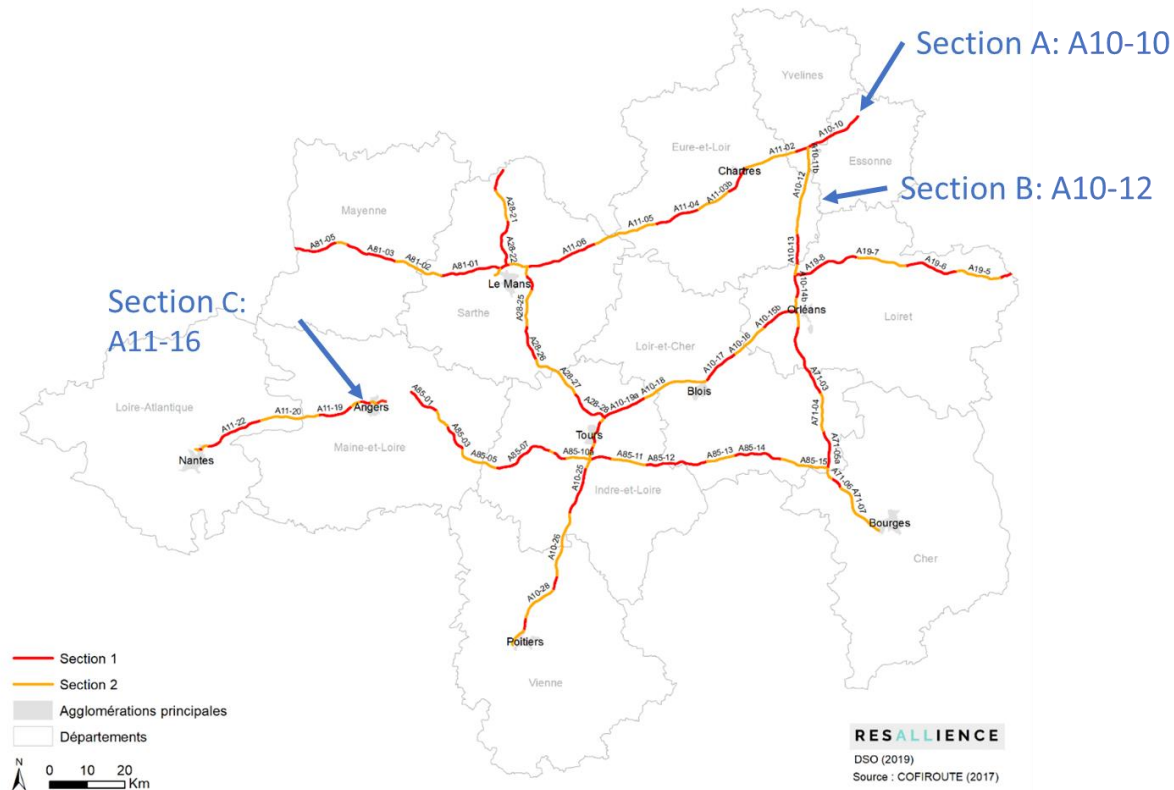 Section A: A10-10
Yvelines
A10-10
Eure-et-Loir
A11-02
Essonne
A10-11b
Chartres
A11-03b
A10-12
Section B: A10-12
A11-04
A11-05
Mayenne
A28-21
A11-06
A10-13
A81-05
A81-03
A81-02
A81-01
A28-22
A19-8
A19-7
A19-6
A19-5
Le Mans
A10-14b
Section C:
A11-16
Sarthe
A28-25
Orléans
Loiret
A10-15b
A10-16
Loir-et-Cher
A28-26
A10-17
A28-27
A10-18
Blois
A71-03
Loire-Atlantique
Angers
A85-01
A28-28
A10-19a
A71-04
A11-22
A11-20
A11-19
Tours
Maine-et-Loire
A85-03
A85-05
A85-07
A85-10b
A85-11
A85-12
A85-13
A85-14
A85-15
A71-05a
Nantes
A10-25
Indre-et-Loire
A71-06
A71-07
Bourges
A10-26
Cher
A10-28
Poitiers
Vienne
Section 1
Section 2
Agglomérations principales
Départements
N
0 10 20
Km
RESALLIENCE
DSO (2019)
Source : COFIROUTE (2017)